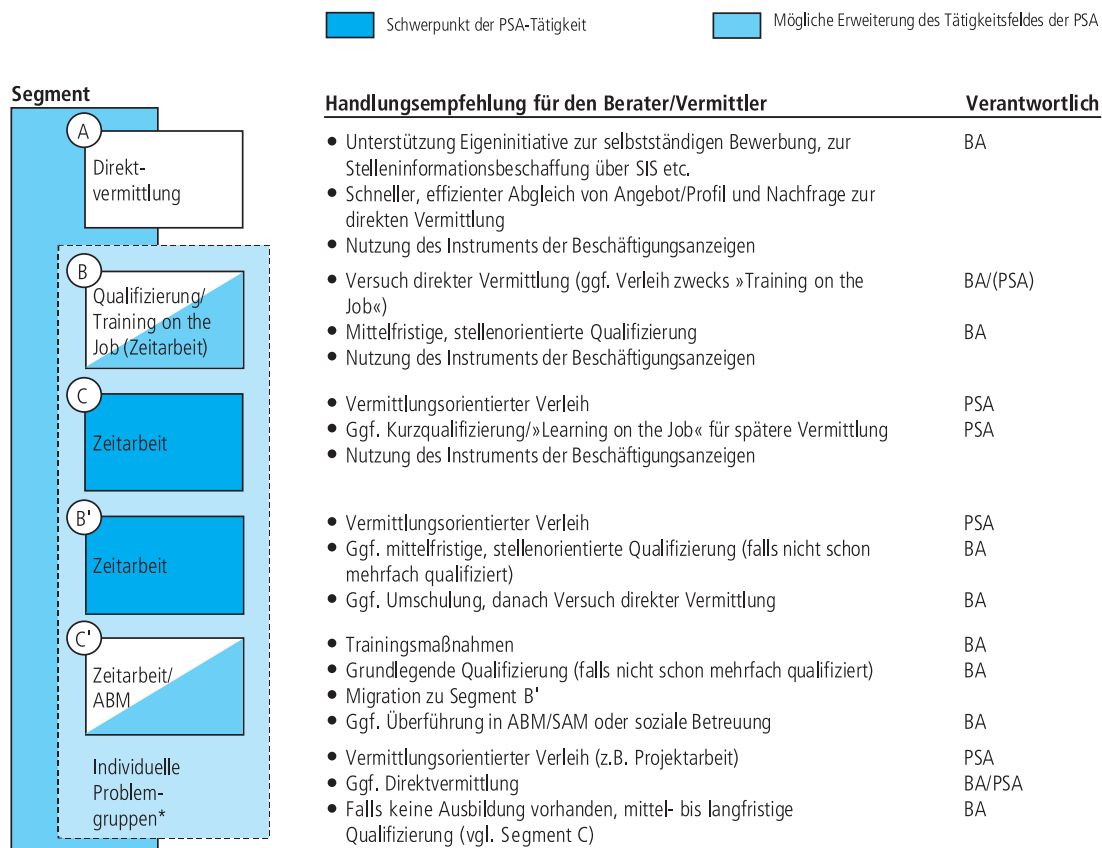 Schwerpunkt der PSA-Tätigkeit
Mögliche Erweiterung des Tätigkeitsfeldes der PSA
Segment
Handlungsempfehlung für den Berater/Vermittler
Verantwortlich
A
Direkt-
vermittlung
• Unterstützung Eigeninitiative zur selbstständigen Bewerbung, zur BA
Stelleninformationsbeschaffung über SIS etc.
• Schneller, effizienter Abgleich von Angebot/Profil und Nachfrage zur
direkten Vermittlung
• Nutzung des Instruments der Beschäftigungsanzeigen
B
Qualifizierung/
Training on the
Job (Zeitarbeit)
• Versuch direkter Vermittlung (ggf. Verleih zwecks »Training on the BA/(PSA)
Job«)
• Mittelfristige, stellenorientierte Qualifizierung BA
• Nutzung des Instruments der Beschäftigungsanzeigen
C
Zeitarbeit
• Vermittlungsorientierter Verleih PSA
• Ggf. Kurzqualifizierung/»Learning on the Job« für spätere Vermittlung PSA
• Nutzung des Instruments der Beschäftigungsanzeigen
B'
Zeitarbeit
• Vermittlungsorientierter Verleih PSA
• Ggf. mittelfristige, stellenorientierte Qualifizierung (falls nicht schon BA
mehrfach qualifiziert)
• Ggf. Umschulung, danach Versuch direkter Vermittlung BA
C'
Zeitarbeit/
ABM
• Trainingsmaßnahmen BA
• Grundlegende Qualifizierung (falls nicht schon mehrfach qualifiziert) BA
• Migration zu Segment B'
• Ggf. Überführung in ABM/SAM oder soziale Betreuung BA
Individuelle
Problem-
gruppen*
• Vermittlungsorientierter Verleih (z.B. Projektarbeit) PSA
• Ggf. Direktvermittlung BA/PSA
• Falls keine Ausbildung vorhanden, mittel- bis langfristige BA
Qualifizierung (vgl. Segment C)